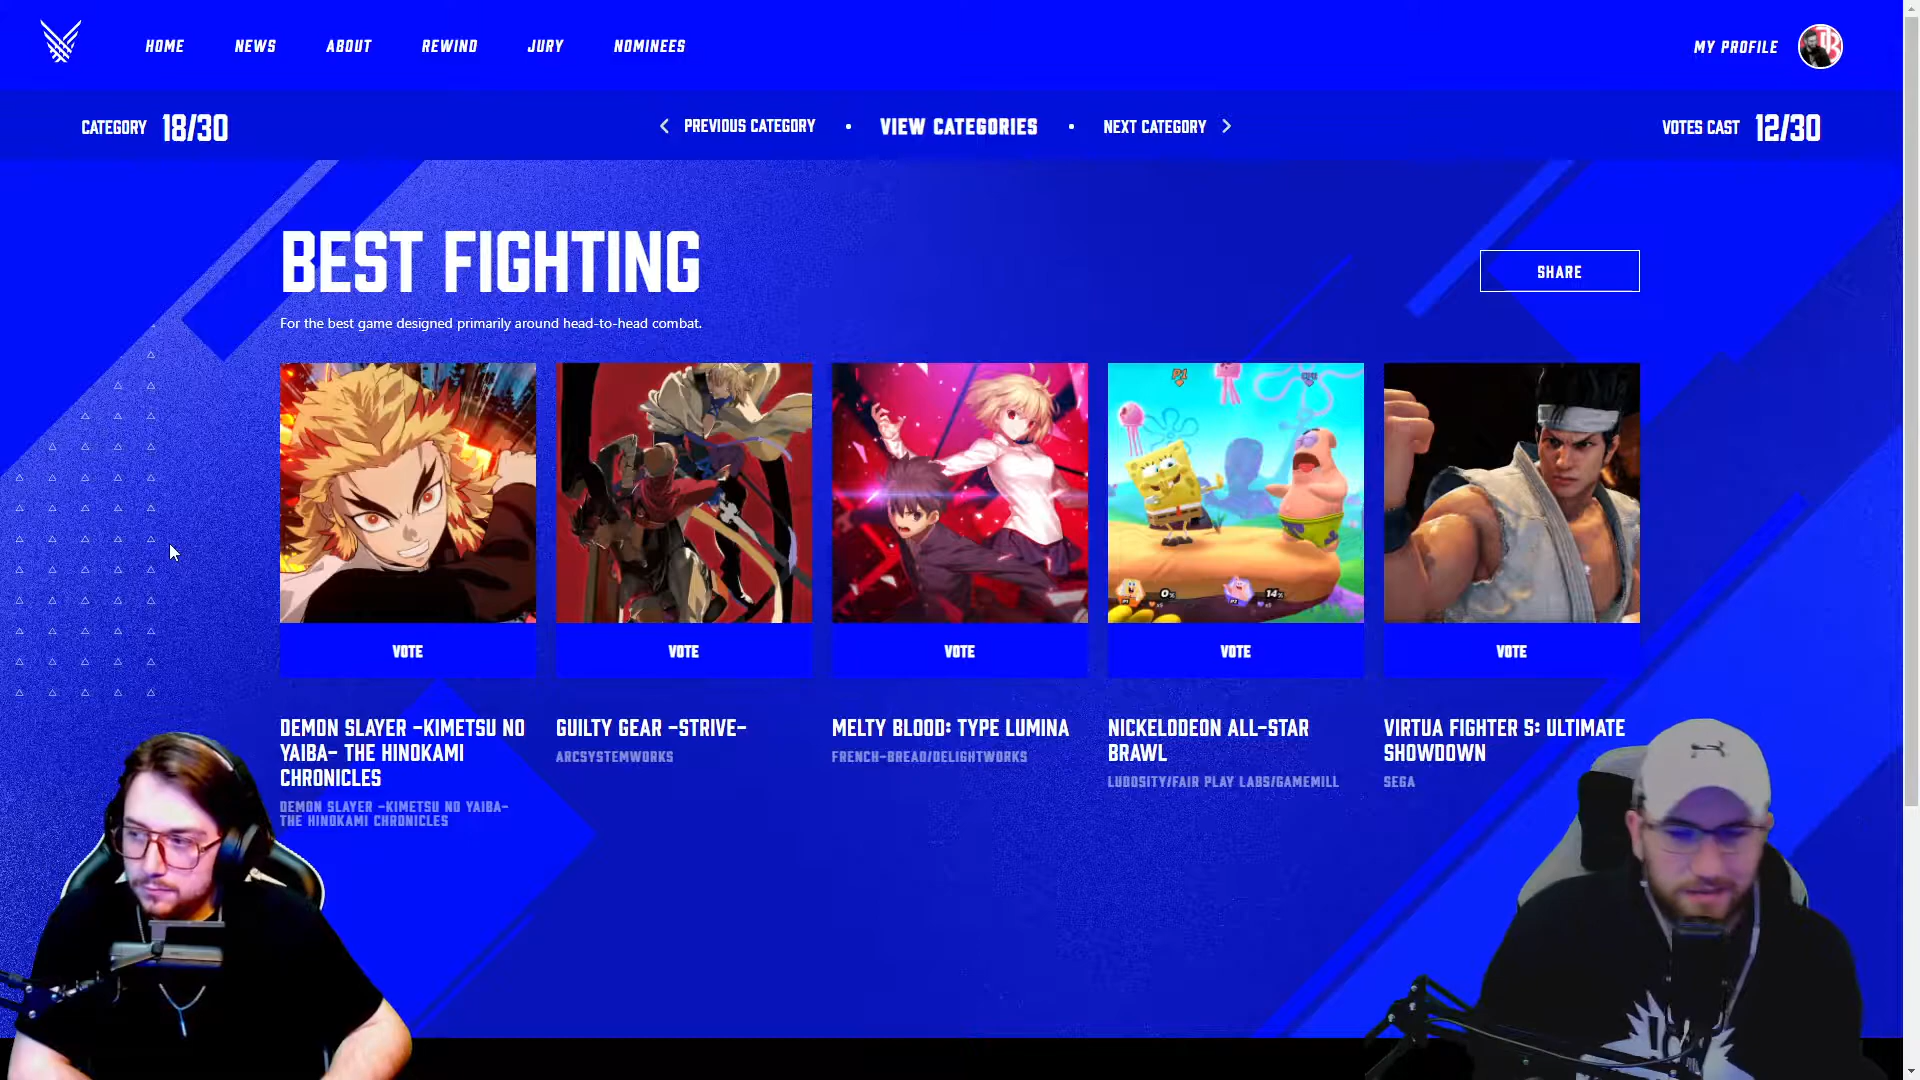 HOME NEWS ABOUT REWIND JURY NOMINEES MY PROFILE
CATEGORY 18/30 PREVIOUS CATEGORY • VIEW CATEGORIES • NEXT CATEGORY VOTES CAST 12/30
BEST FIGHTING
SHARE
For the best game designed primarily around head-to-head combat.
P1
0%
14%
VOTE VOTE VOTE VOTE VOTE
DEMON SLAYER -KIMETSU NO
YAIBA- THE HINOKAMI
CHRONICLES
DEMON SLAYER -KIMETSU NO YAIBA-
THE HINOKAMI CHRONICLES
GUILTY GEAR -STRIVE-
ARCSYSTEMWORKS
MELTY BLOOD: TYPE LUMINA
FRENCH-BREAD/DELIGHTWORKS
NICKELODEON ALL-STAR
BRAWL
LUDOSITY/FAIR PLAY LABS/GAMEMILL
VIRTUA FIGHTER 5: ULTIMATE
SHOWDOWN
SEGA